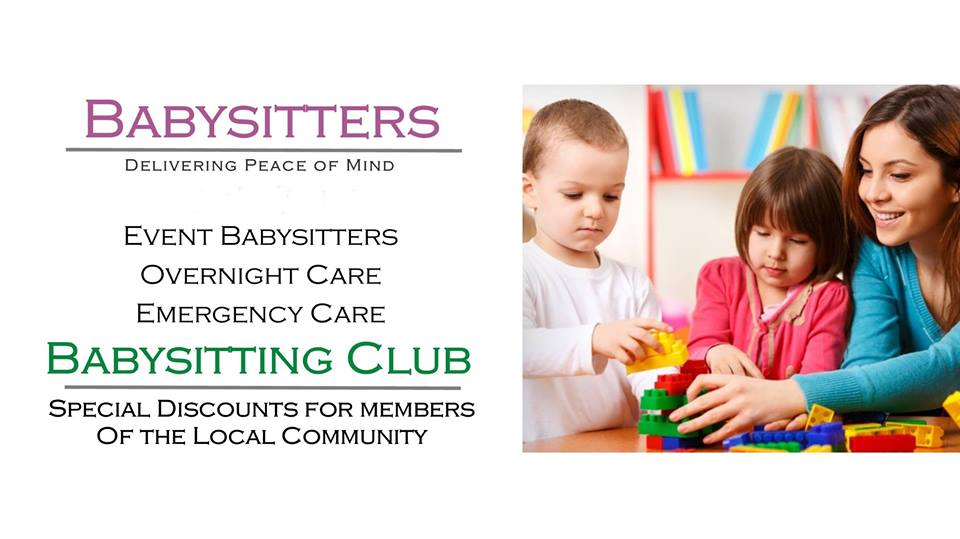 Babysitters
Delivering Peace of Mind
Event Babysitters
Overnight Care
Emergency Care
Babysitting Club
Special Discounts for members
Of the Local Community